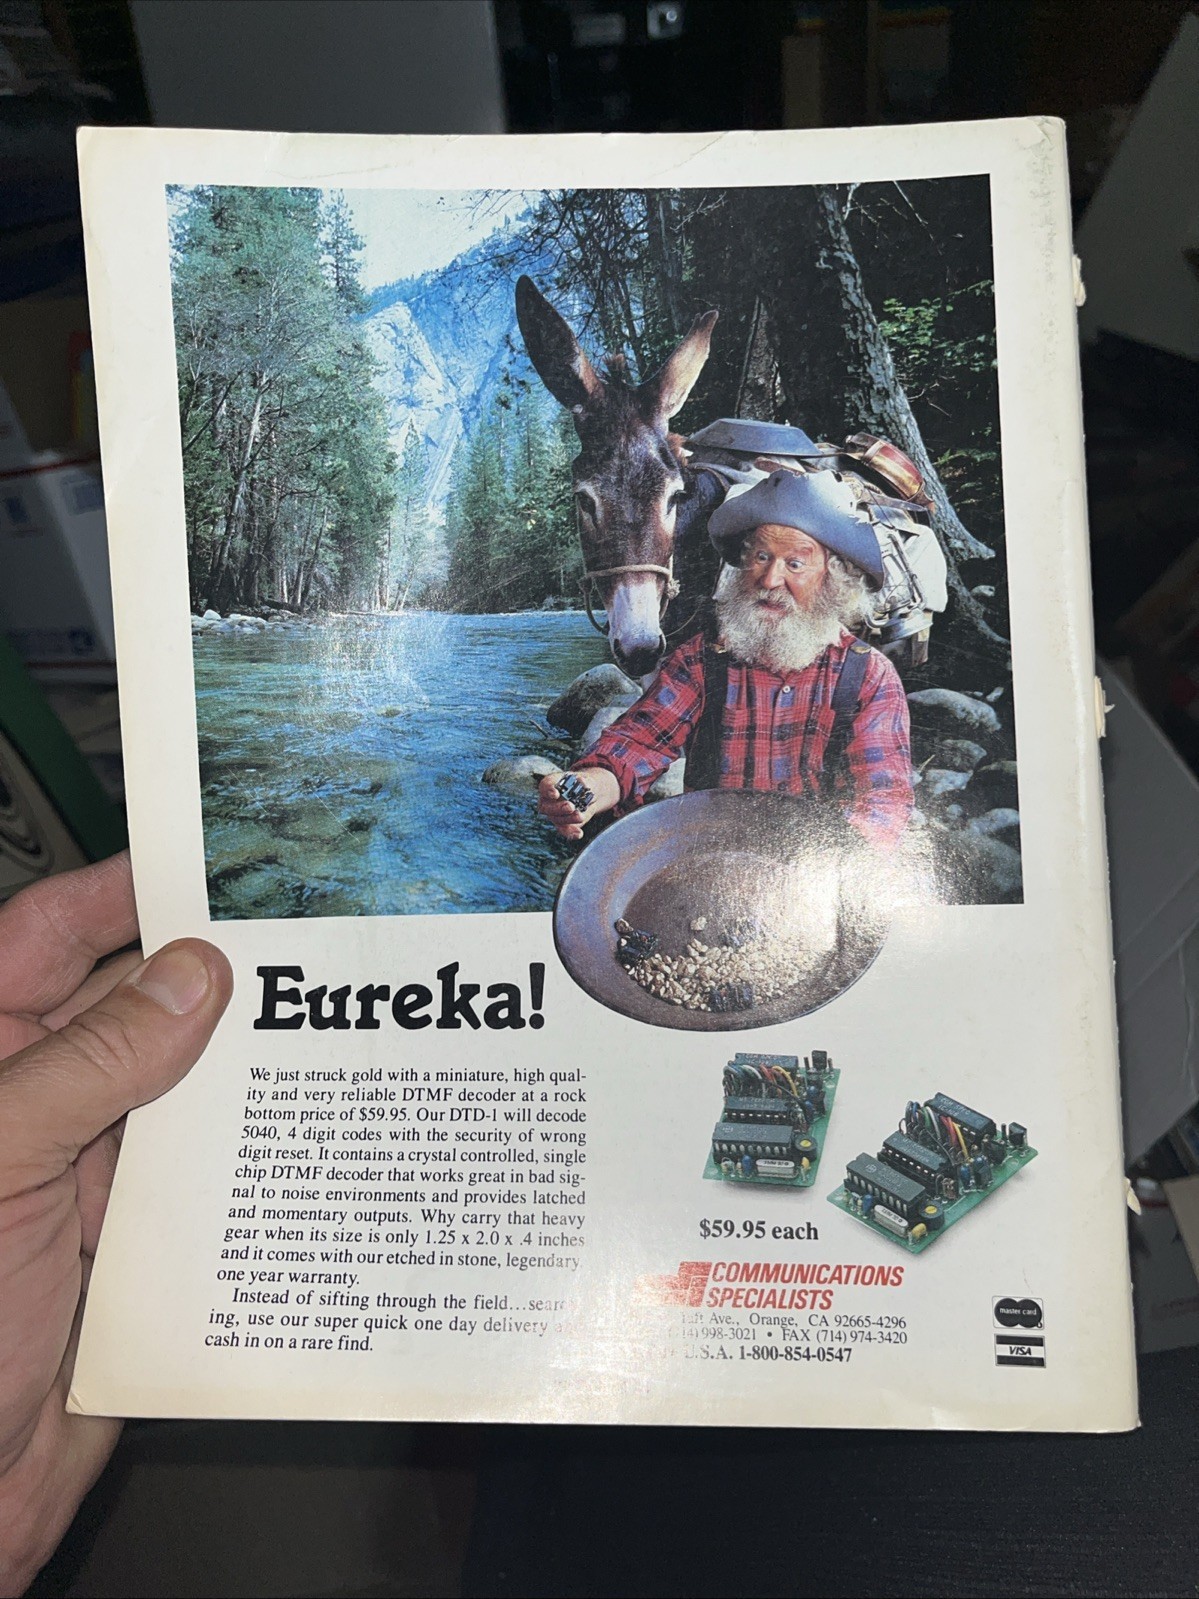 Eureka!
We just struck gold with a miniature, high qual-
ity and very reliable DTMF decoder at a rock
bottom price of $59.95. Our DTD-1 will decode
5040, 4 digit codes with the security of wrong
digit reset. It contains a crystal controlled, single
chip DTMF decoder that works great in bad sig-
nal to noise environments and provides latched
and momentary outputs. Why carry that heavy
gear when its size is only 1.25 x 2.0 x .4 inches
and it comes with our etched in stone, legendary
one year warranty.
Instead of sifting through the field...
ing, use our super quick one day delivery
cash in on a rare find.
$59.95 each
COMMUNICATIONS
SPECIALISTS
Ave., Orange, CA 92665-4296
998-3021 • FAX (714) 974-3420
U.S.A. 1-800-854-0547
master card
VISA